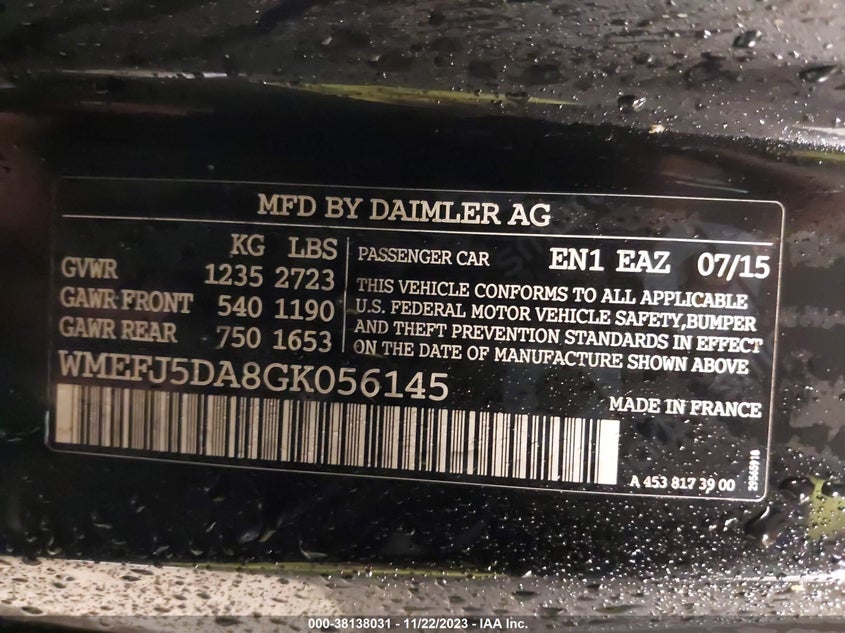 MFD BY DAIMLER AG
KG LBS
GVWR 1235 2723
GAWR FRONT 540 1190
GAWR REAR 750 1653
PASSENGER CAR EN1 EAZ 07/15
THIS VEHICLE CONFORMS TO ALL APPLICABLE
U.S. FEDERAL MOTOR VEHICLE SAFETY,BUMPER
AND THEFT PREVENTION STANDARDS IN EFFECT
ON THE DATE OF MANUFACTURE SHOWN ABOVE
WMEFJ5DA8GK056145
MADE IN FRANCE
A 453 817 39 00
29565918
000-38138031 - 11/22/2023 - IAA Inc.